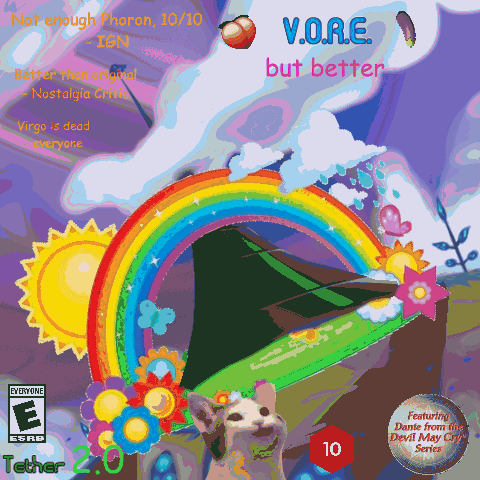 Not enough Pharon, 10/10
- IGN
V.O.R.E.
but better
Better than original
- Nostalgia Critic
Virgo is dead
everyone
EVERYONE
E
ESRB
Tether 2.0
10
Featuring
Dante from the
Devil May Cry
Series